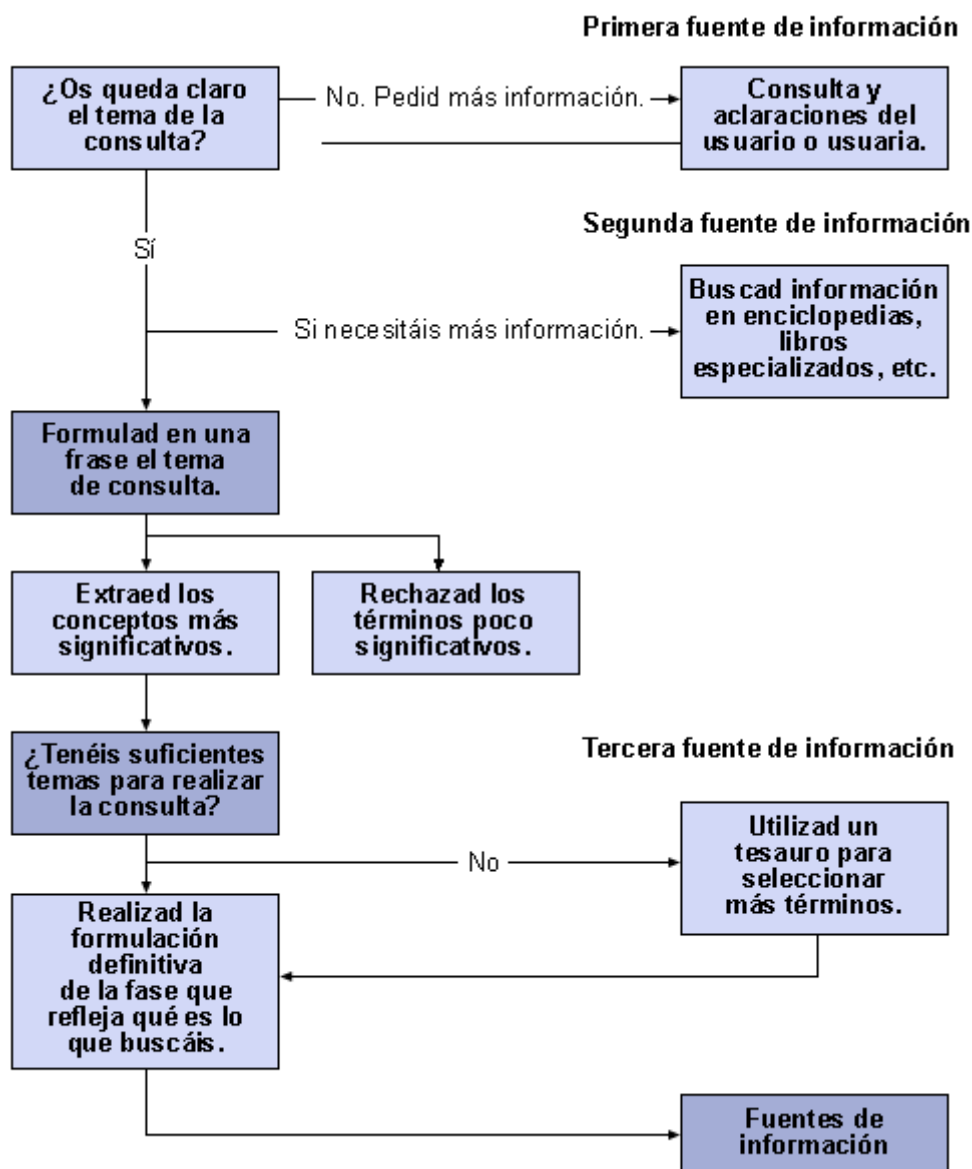 Primera fuente de información
¿Os queda claro
el tema de la
consulta?
No. Pedid más información.
Consulta y
aclaraciones del
usuario o usuaria.
Segunda fuente de información
Sí
Si necesitáis más información.
Buscad información
en enciclopedias,
libros
especializados, etc.
Formulad en una
frase el tema
de consulta.
Extraed los
conceptos más
significativos.
Rechazad los
términos poco
significativos.
¿Tenéis suficientes
temas para realizar
la consulta?
Tercera fuente de información
No
Utilizad un
tesauro para
seleccionar
más términos.
Realizad la
formulación
definitiva
de la fase que
refleja qué es lo
que buscáis.
Fuentes de
información